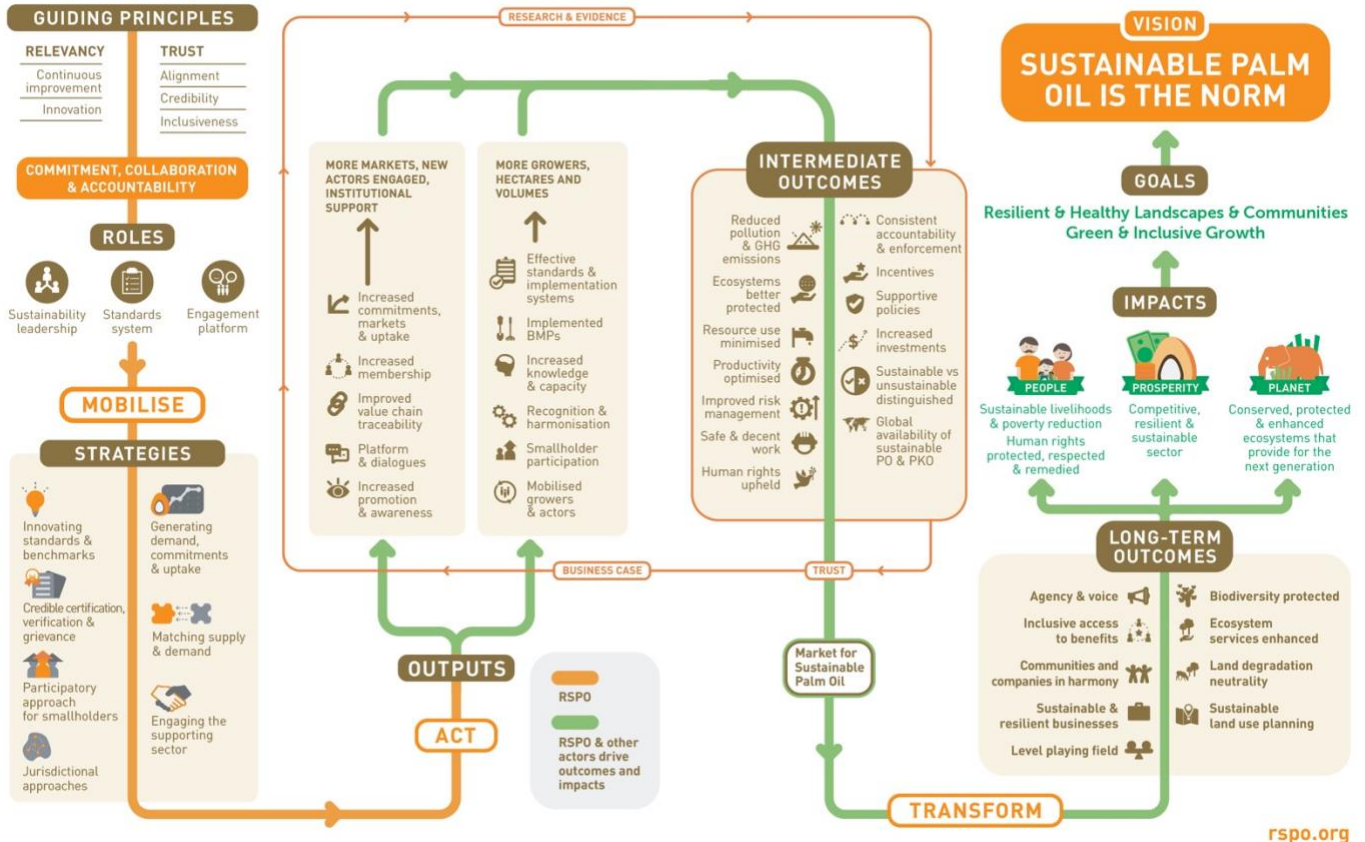 GUIDING PRINCIPLES
RELEVANCY
Continuous
improvement
Innovation
TRUST
Alignment
Credibility
Inclusiveness
COMMITMENT, COLLABORATION
& ACCOUNTABILITY
ROLES
Sustainability
leadership
Standards
system
Engagement
platform
MOBILISE
STRATEGIES
Innovating
standards &
benchmarks
Credible certification,
verification &
grievance
Participatory
approach
for smallholders
Jurisdictional
approaches
Generating
demand,
commitments
& uptake
Matching supply
& demand
Engaging the
supporting
sector
ACT
OUTPUTS
RSPO
RSPO & other
actors drive
outcomes and
impacts
MORE MARKETS, NEW
ACTORS ENGAGED,
INSTITUTIONAL
SUPPORT
Increased
commitments,
markets
& uptake
Increased
membership
Improved
value chain
traceability
Platform
& dialogues
Increased
promotion
& awareness
MORE GROWERS,
HECTARES AND
VOLUMES
Effective
standards &
implementation
systems
Implemented
BMPs
Increased
knowledge
& capacity
Recognition &
harmonisation
Smallholder
participation
Mobilised
growers
& actors
RESEARCH & EVIDENCE
INTERMEDIATE
OUTCOMES
Reduced
pollution
& GHG
emissions
Ecosystems
better
protected
Resource use
minimised
Productivity
optimised
Improved risk
management
Safe & decent
work
Human rights
upheld
Consistent
accountability
& enforcement
Incentives
Supportive
policies
$
Increased
investments
Sustainable vs
unsustainable
distinguished
Global
availability of
sustainable
PO & PKO
BUSINESS CASE
TRUST
Market for
Sustainable
Palm Oil
TRANSFORM
VISION
SUSTAINABLE PALM
OIL IS THE NORM
GOALS
Resilient & Healthy Landscapes & Communities
Green & Inclusive Growth
IMPACTS
PEOPLE
Sustainable livelihoods
& poverty reduction
Human rights
protected, respected
& remedied
PROSPERITY
Competitive,
resilient &
sustainable
sector
PLANET
Conserved, protected
& enhanced
ecosystems that
provide for the
next generation
LONG-TERM
OUTCOMES
Agency & voice
Inclusive access
to benefits
Communities and
companies in harmony
Sustainable &
resilient businesses
Level playing field
Biodiversity protected
Ecosystem
services enhanced
Land degradation
neutrality
Sustainable
land use planning
rspo.org